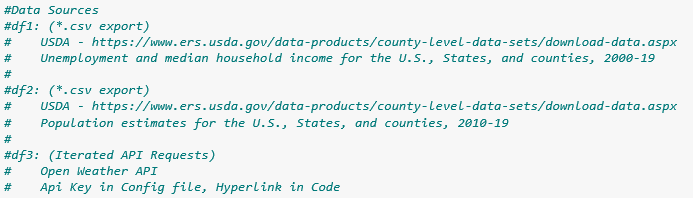 #Data Sources
#df1: (*.csv export)
#    USDA - https://www.ers.usda.gov/data-products/county-level-data-sets/download-data.aspx
#    Unemployment and median household income for the U.S., States, and counties, 2000-19
#
#df2: (*.csv export)
#    USDA - https://www.ers.usda.gov/data-products/county-level-data-sets/download-data.aspx
#    Population estimates for the U.S., States, and counties, 2010-19
#
#df3: (Iterated API Requests)
#    Open Weather API
#    Api Key in Config file, Hyperlink in Code